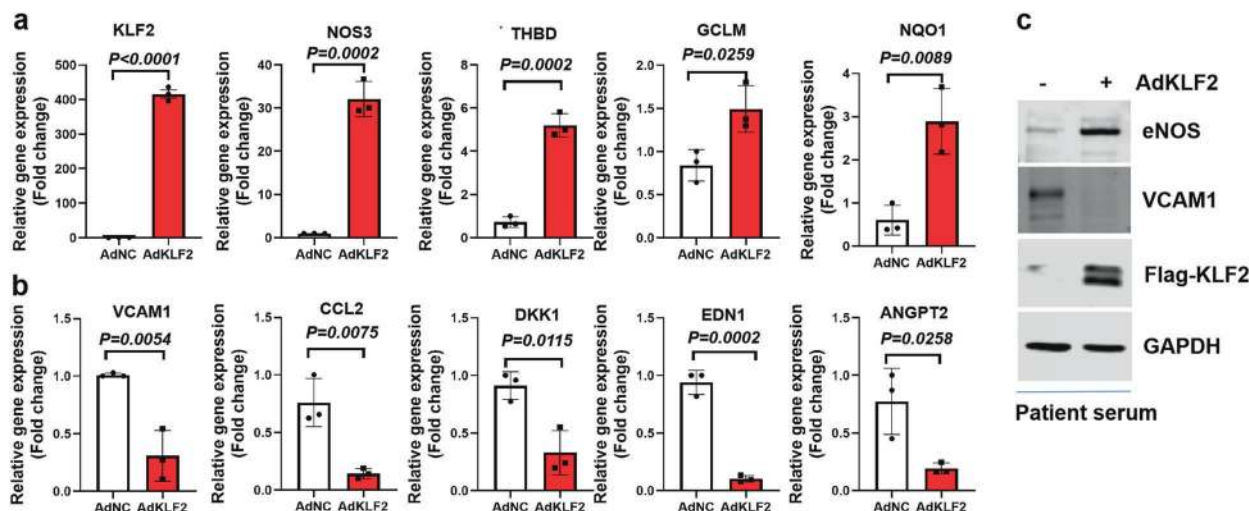 a
KLF2
P<0.0001
Relative gene expression
(Fold change)
500
400
300
200
100
0
AdNC AdKLF2
NOS3
P=0.0002
Relative gene expression
(Fold change)
40
30
20
10
0
AdNC AdKLF2
THBD
P=0.0002
Relative gene expression
(Fold change)
8
6
4
2
0
AdNC AdKLF2
GCLM
P=0.0259
Relative gene expression
(Fold change)
2.0
1.5
1.0
0.5
0.0
AdNC AdKLF2
NQO1
P=0.0089
Relative gene expression
(Fold change)
4
3
2
1
0
AdNC AdKLF2
b
VCAM1
P=0.0054
Relative gene expression
(Fold change)
1.5
1.0
0.5
0.0
AdNC AdKLF2
CCL2
P=0.0075
Relative gene expression
(Fold change)
1.5
1.0
0.5
0.0
AdNC AdKLF2
DKK1
P=0.0115
Relative gene expression
(Fold change)
1.5
1.0
0.5
0.0
AdNC AdKLF2
EDN1
P=0.0002
Relative gene expression
(Fold change)
1.5
1.0
0.5
0.0
AdNC AdKLF2
ANGPT2
P=0.0258
Relative gene expression
(Fold change)
1.5
1.0
0.5
0.0
AdNC AdKLF2
c
- + AdKLF2
eNOS
VCAM1
Flag-KLF2
GAPDH
Patient serum